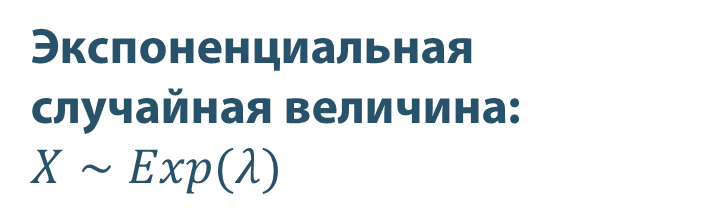 Экспоненциальная
случайная величина:
X ~ Exp(λ)